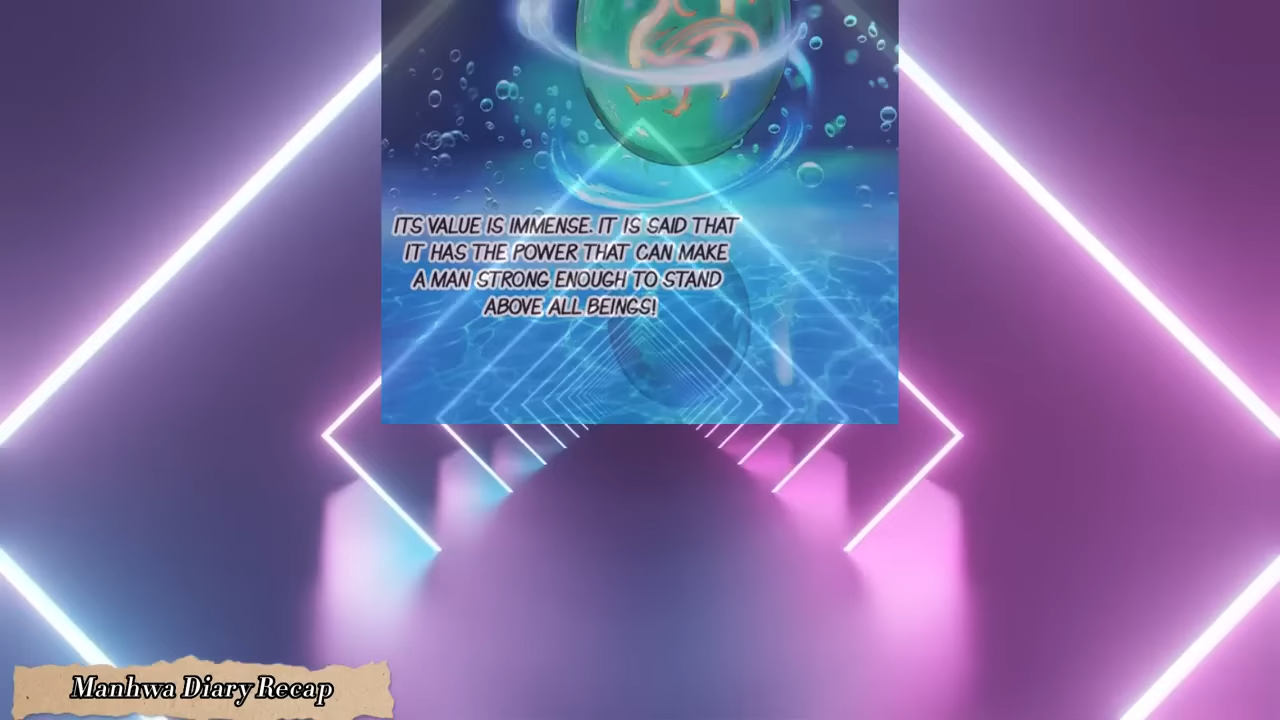 ITS VALUE IS IMMENSE. IT IS SAID THAT
IT HAS THE POWER THAT CAN MAKE
A MAN STRONG ENOUGH TO STAND
ABOVE ALL BEINGS!
Manhwa Diary Recap